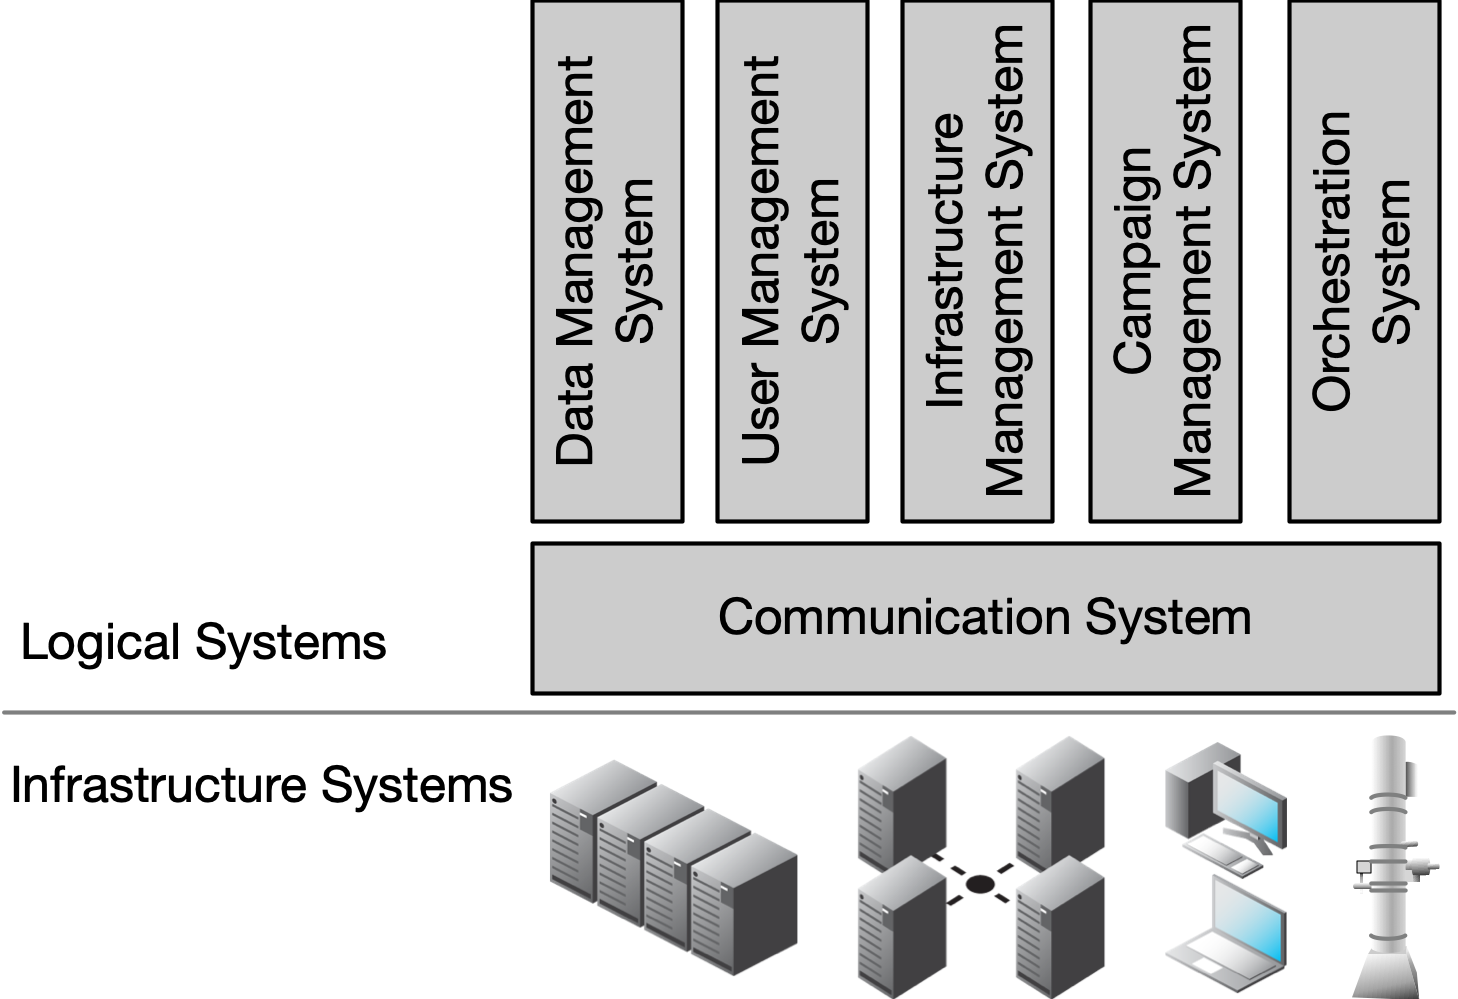 Data Management
System
User Management
System
Infrastructure
Management System
Campaign
Management System
Orchestration
System
Communication System
Logical Systems
Infrastructure Systems